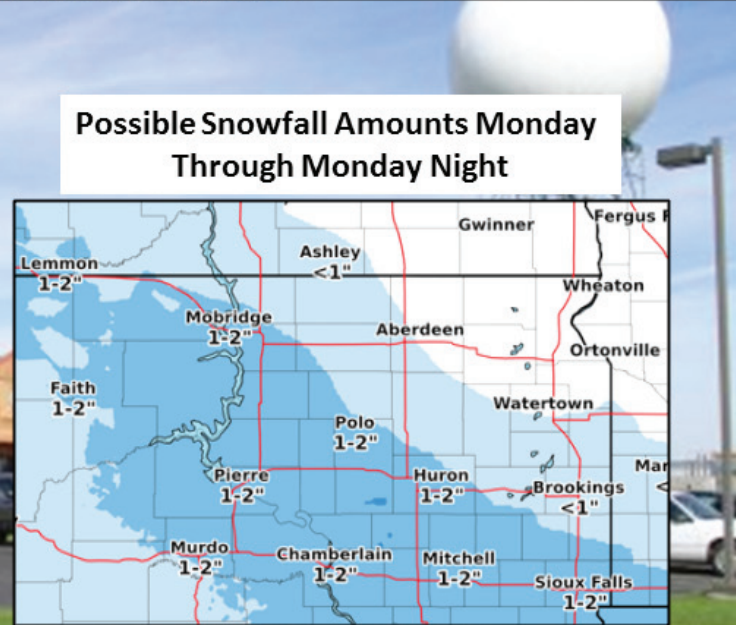 Possible Snowfall Amounts Monday
Through Monday Night
Gwinner
Fergus F
Ashley
<1"
Lemmon
1-2"
Wheaton
Mobridge
1-2"
Aberdeen
Ortonville
Faith
1-2"
Watertown
Polo
1-2"
Pierre
1-2"
Huron
1-2"
Mar
<
Brookings
<1"
Murdo
1-2"
Chamberlain
1-2"
Mitchell
1-2"
Sioux Falls
1-2"